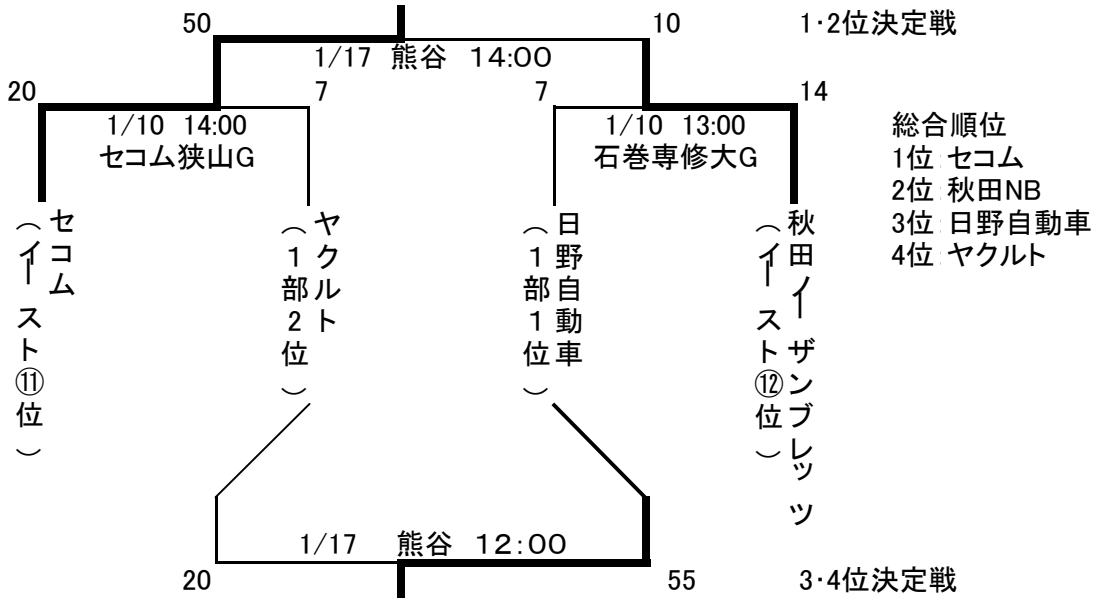 50
10
1・2位決定戦
1/17 熊谷 14:00
20
7
7
14
1/10 14:00
セコム狭山G
1/10 13:00
石巻専修大G
総合順位
1位:セコム
2位:秋田NB
3位:日野自動車
4位:ヤクルト
セコム
（イースト⑪位）
ヤクルト
（1部2位）
日野自動車
（1部1位）
秋田ノーザンブレッツ
（イースト⑫位）
1/17 熊谷 12:00
20
55
3・4位決定戦